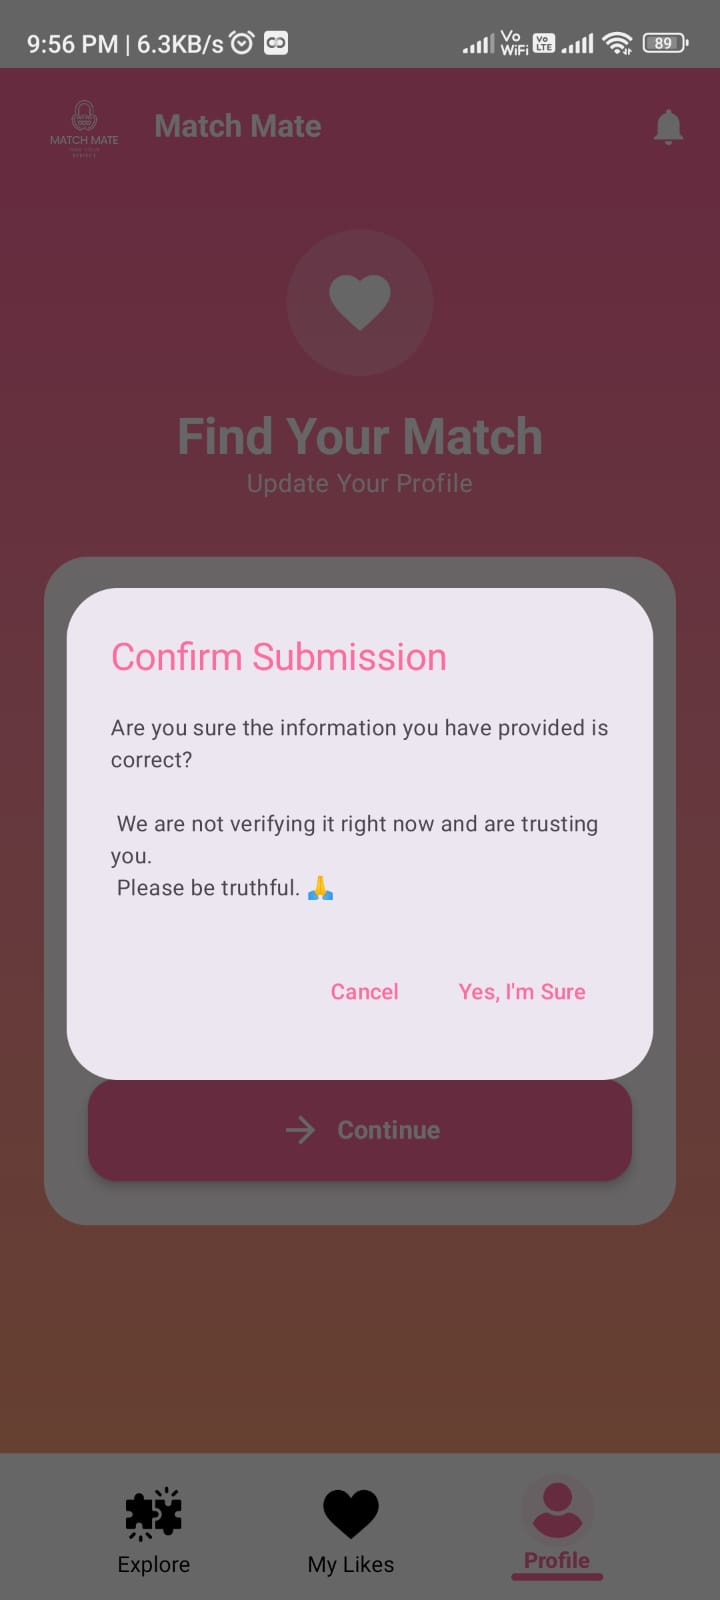 9:56 PM | 6.3KB/s
Vo
WiFi
Vo
LTE
89
MATCH MATE
Match Mate
Find Your Match
Update Your Profile
Confirm Submission
Are you sure the information you have provided is
correct?
We are not verifying it right now and are trusting
you.
Please be truthful. 🙏
Cancel
Yes, I'm Sure
Continue
Explore
My Likes
Profile